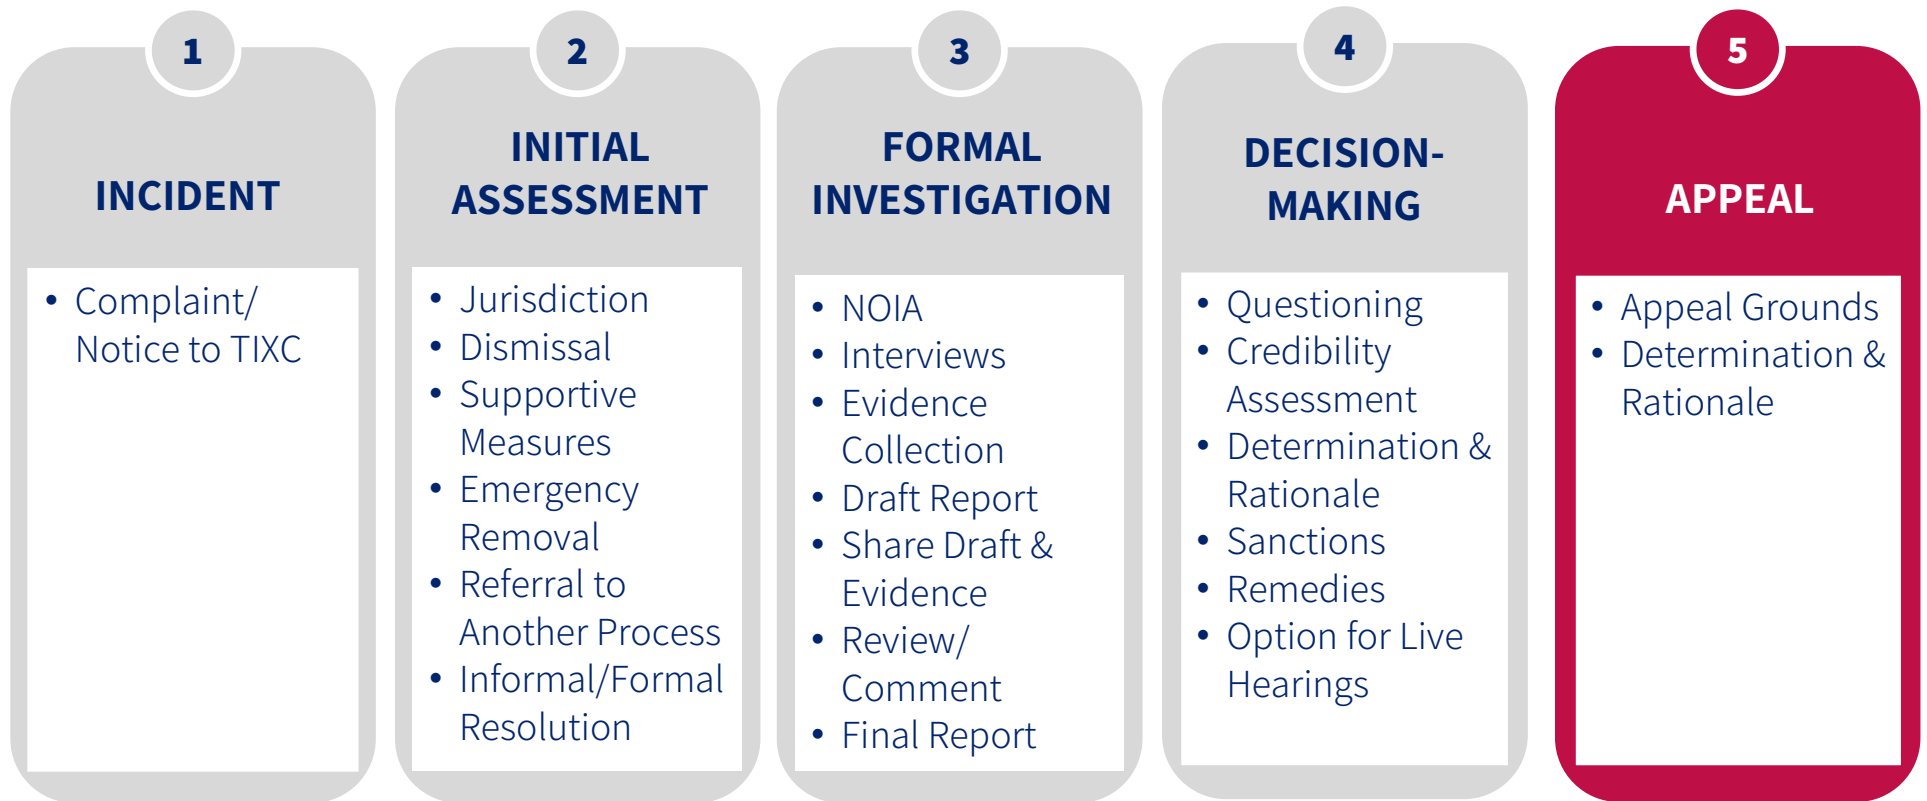 1
INCIDENT
• Complaint/
Notice to TIXC
2
INITIAL
ASSESSMENT
• Jurisdiction
• Dismissal
• Supportive
Measures
• Emergency
Removal
• Referral to
Another Process
• Informal/Formal
Resolution
3
FORMAL
INVESTIGATION
• NOIA
• Interviews
• Evidence
Collection
• Draft Report
• Share Draft &
Evidence
• Review/
Comment
• Final Report
4
DECISION-
MAKING
• Questioning
• Credibility
Assessment
• Determination &
Rationale
• Sanctions
• Remedies
• Option for Live
Hearings
5
APPEAL
• Appeal Grounds
• Determination &
Rationale